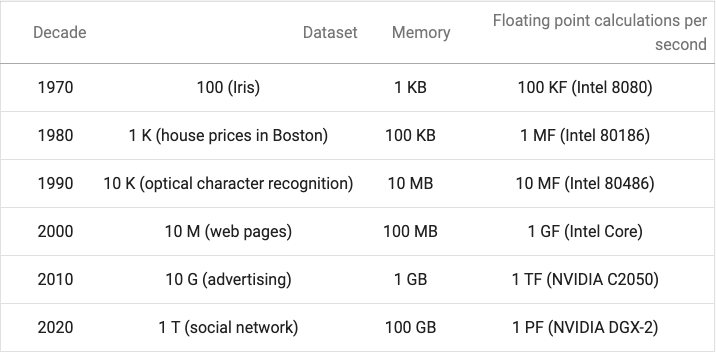 Decade Dataset Memory Floating point calculations per second
1970 100 (Iris) 1 KB 100 KF (Intel 8080)
1980 1 K (house prices in Boston) 100 KB 1 MF (Intel 80186)
1990 10 K (optical character recognition) 10 MB 10 MF (Intel 80486)
2000 10 M (web pages) 100 MB 1 GF (Intel Core)
2010 10 G (advertising) 1 GB 1 TF (NVIDIA C2050)
2020 1 T (social network) 100 GB 1 PF (NVIDIA DGX-2)